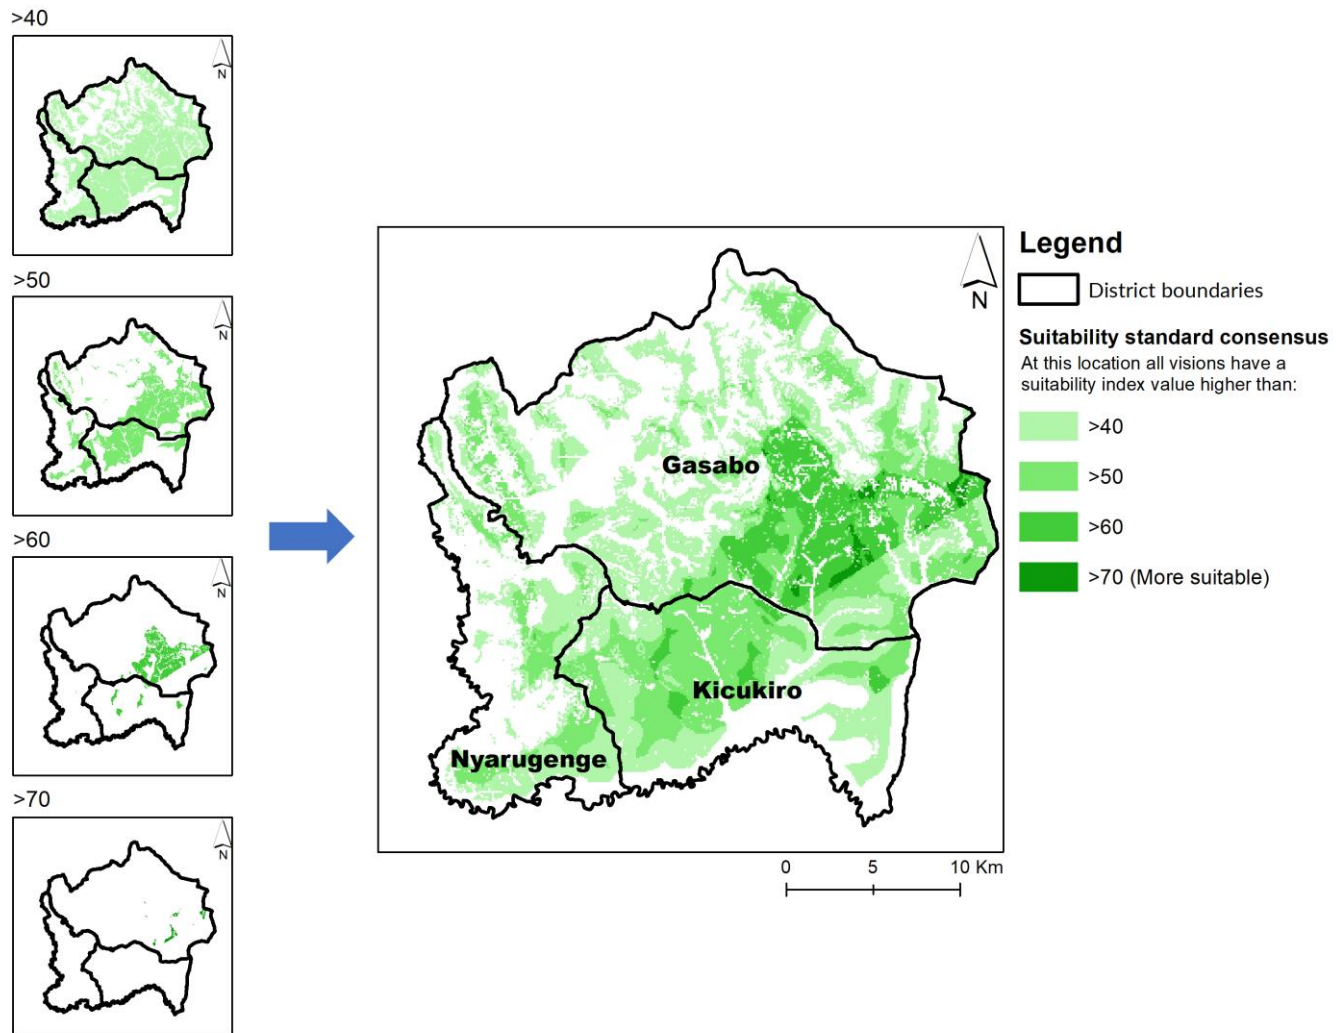 >40
N
>50
N
>60
N
>70
N
N
Gasabo
Kicukiro
Nyarugenge
0 5 10 Km
Legend
District boundaries
Suitability standard consensus
At this location all visions have a
suitability index value higher than:
>40
>50
>60
>70 (More suitable)